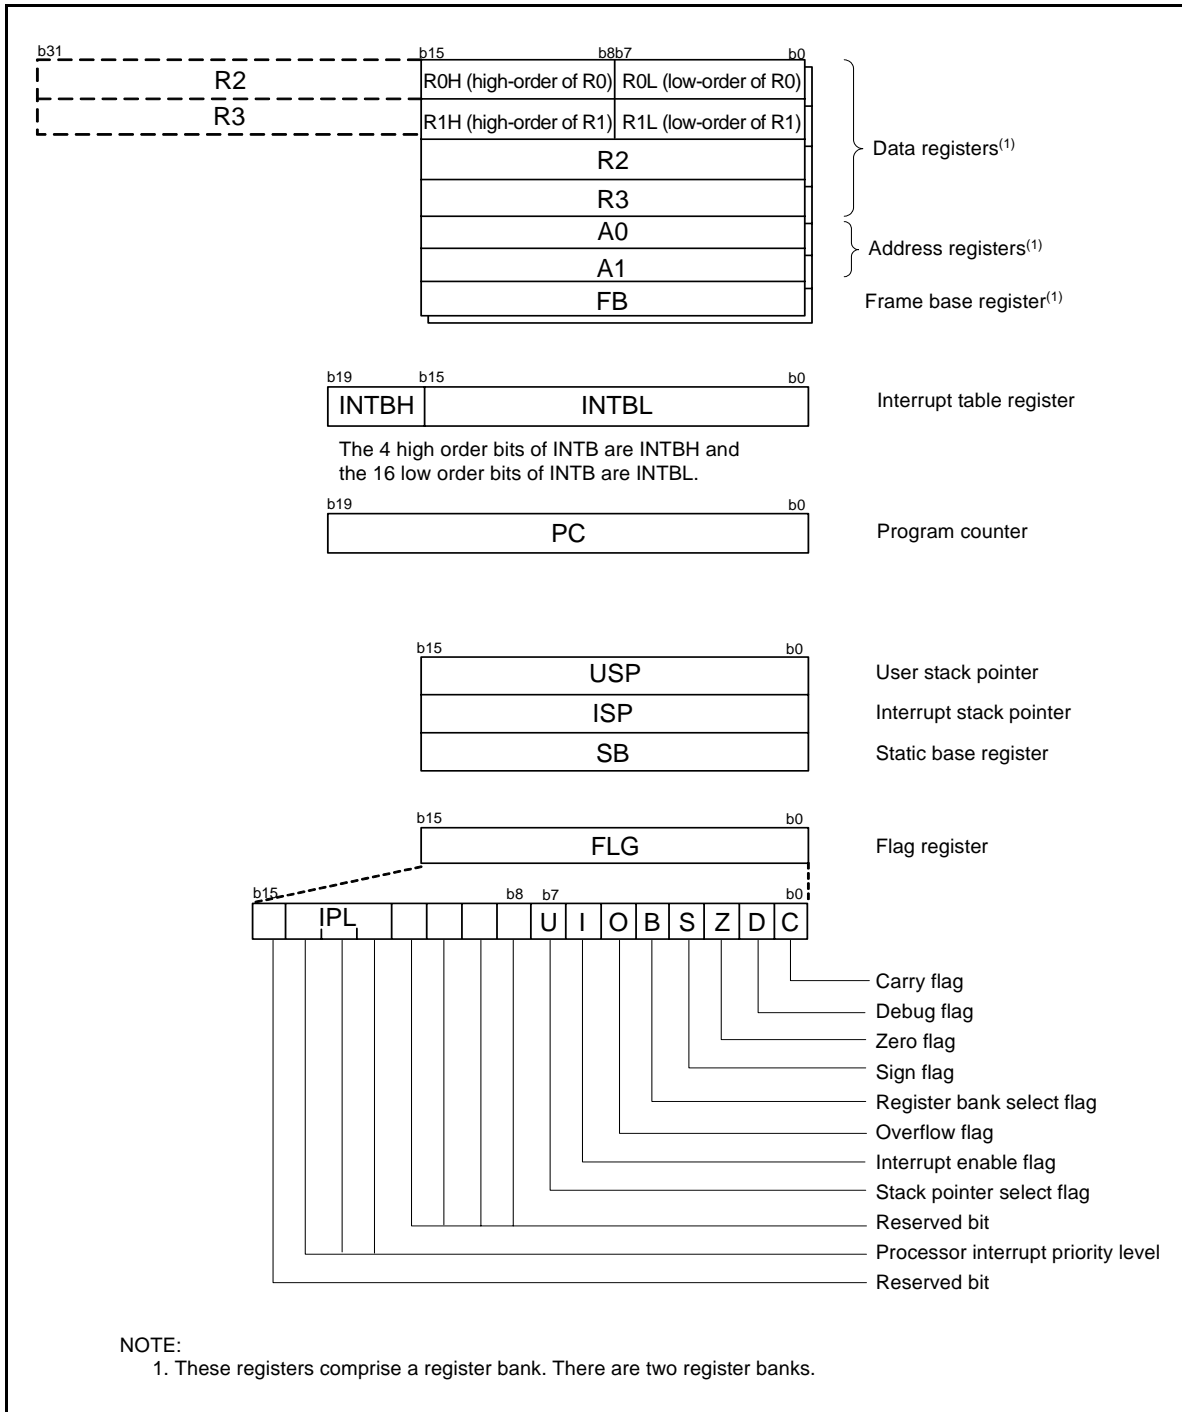 b31 b15 b8b7 b0
R2 R0H (high-order of R0) R0L (low-order of R0)
R3 R1H (high-order of R1) R1L (low-order of R1)
R2
R3
Data registers(1)
A0
A1
Address registers(1)
FB
Frame base register(1)
b19 b15 b0
INTBH INTBL Interrupt table register
The 4 high order bits of INTB are INTBH and
the 16 low order bits of INTB are INTBL.
b19 b0
PC Program counter
b15 b0
USP User stack pointer
ISP Interrupt stack pointer
SB Static base register
b15 b0
FLG Flag register
b15 b8 b7 b0
IPL U I O B S Z D C
Carry flag
Debug flag
Zero flag
Sign flag
Register bank select flag
Overflow flag
Interrupt enable flag
Stack pointer select flag
Reserved bit
Processor interrupt priority level
Reserved bit
NOTE:
1. These registers comprise a register bank. There are two register banks.